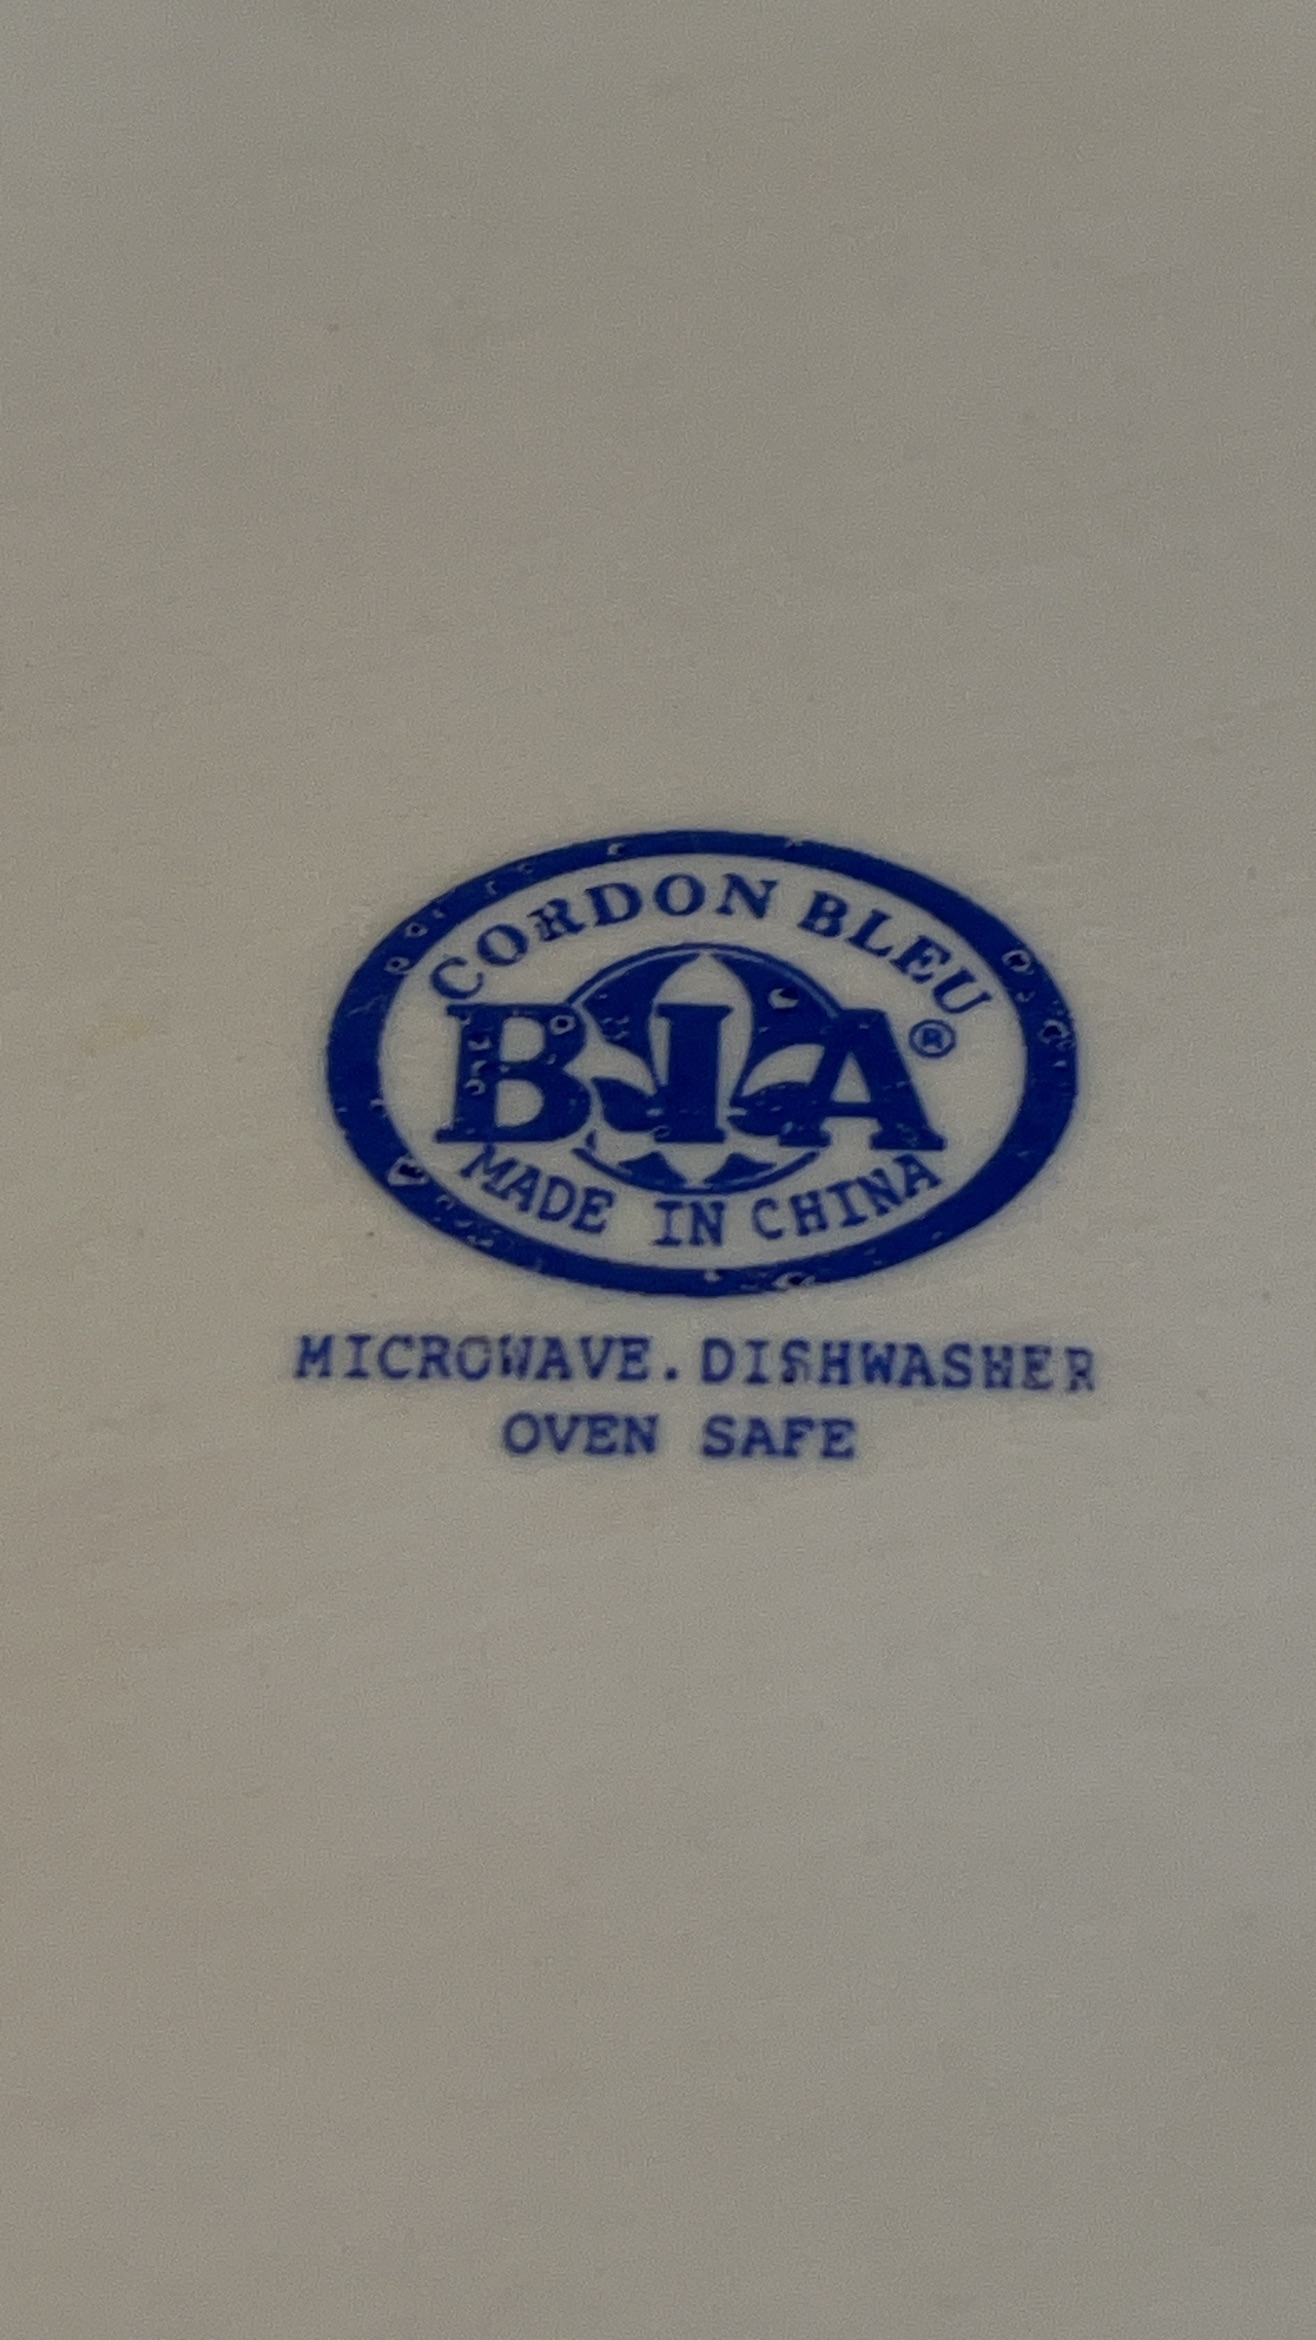 CORDON BLEU
BIA ®
MADE IN CHINA
MICROWAVE.DISHWASHER
OVEN SAFE